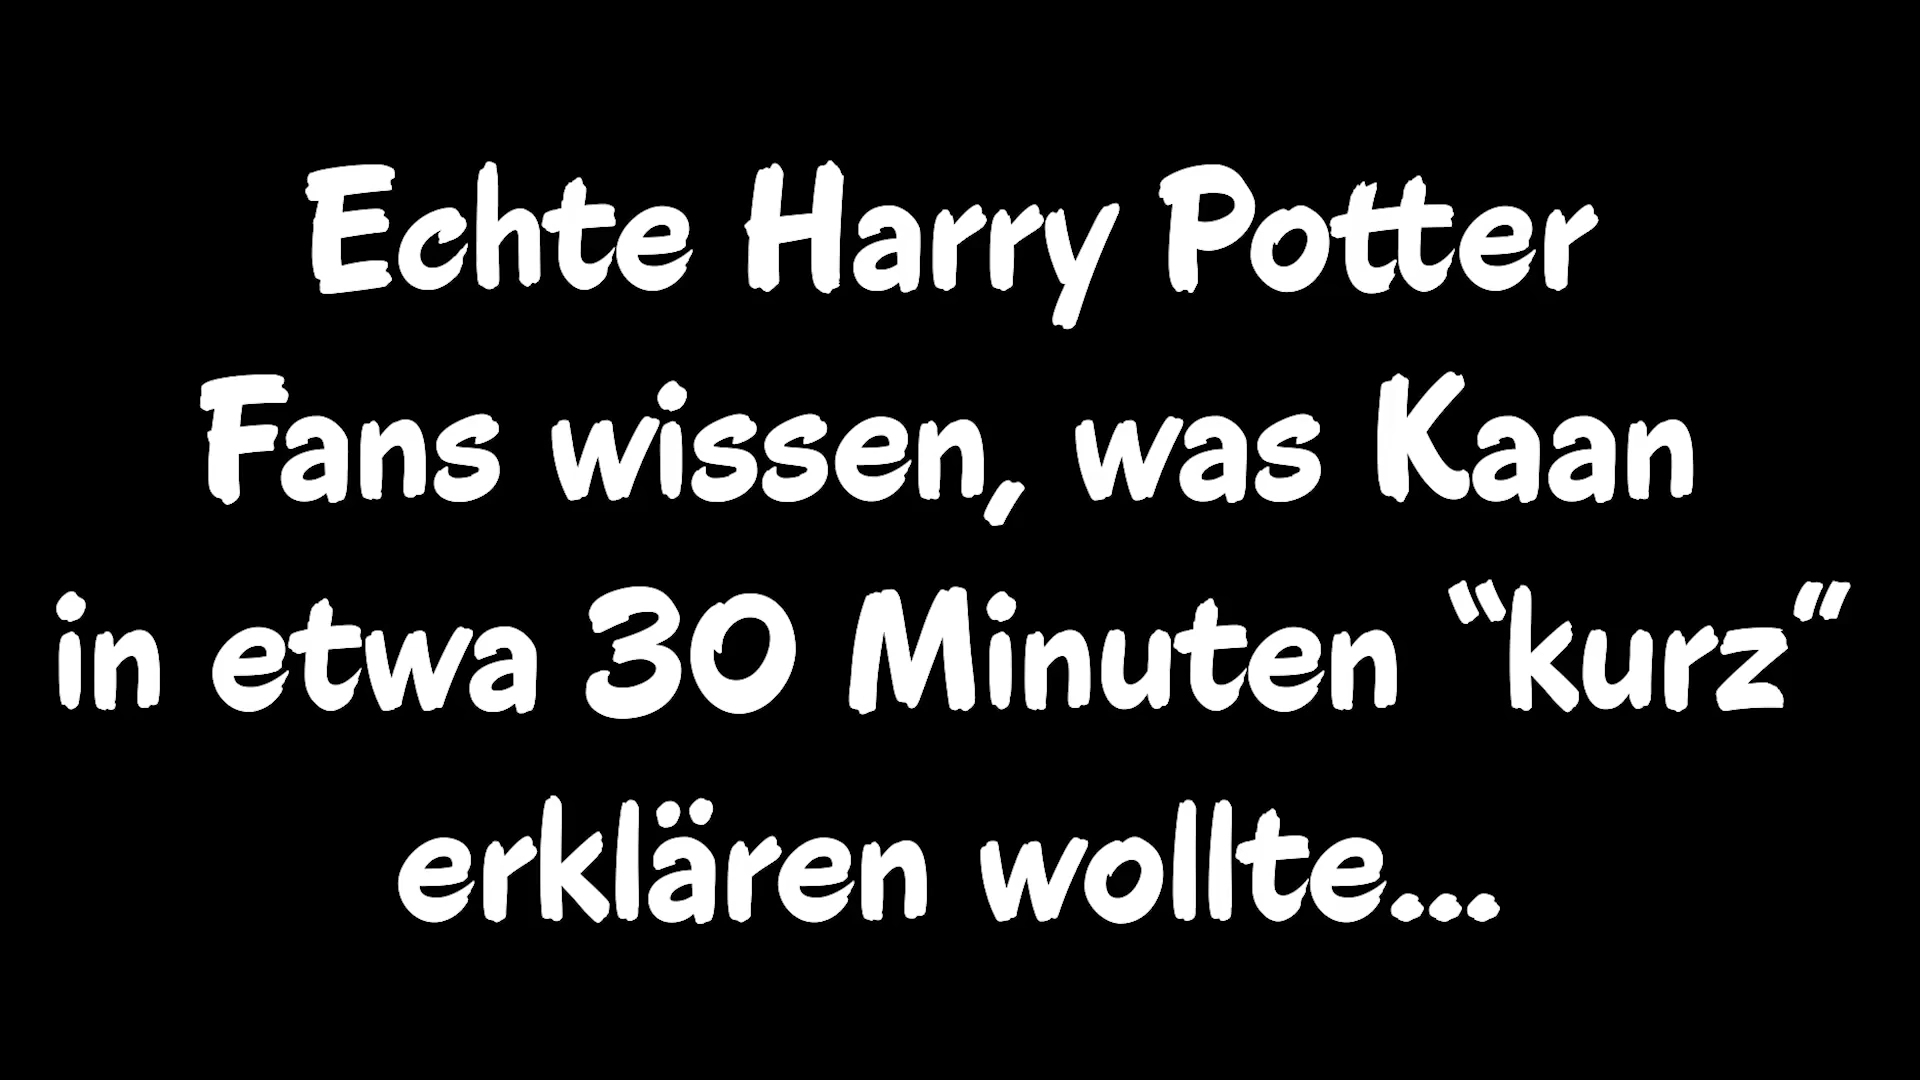 Echte Harry Potter
Fans wissen, was Kaan
in etwa 30 Minuten “kurz”
erklären wollte...